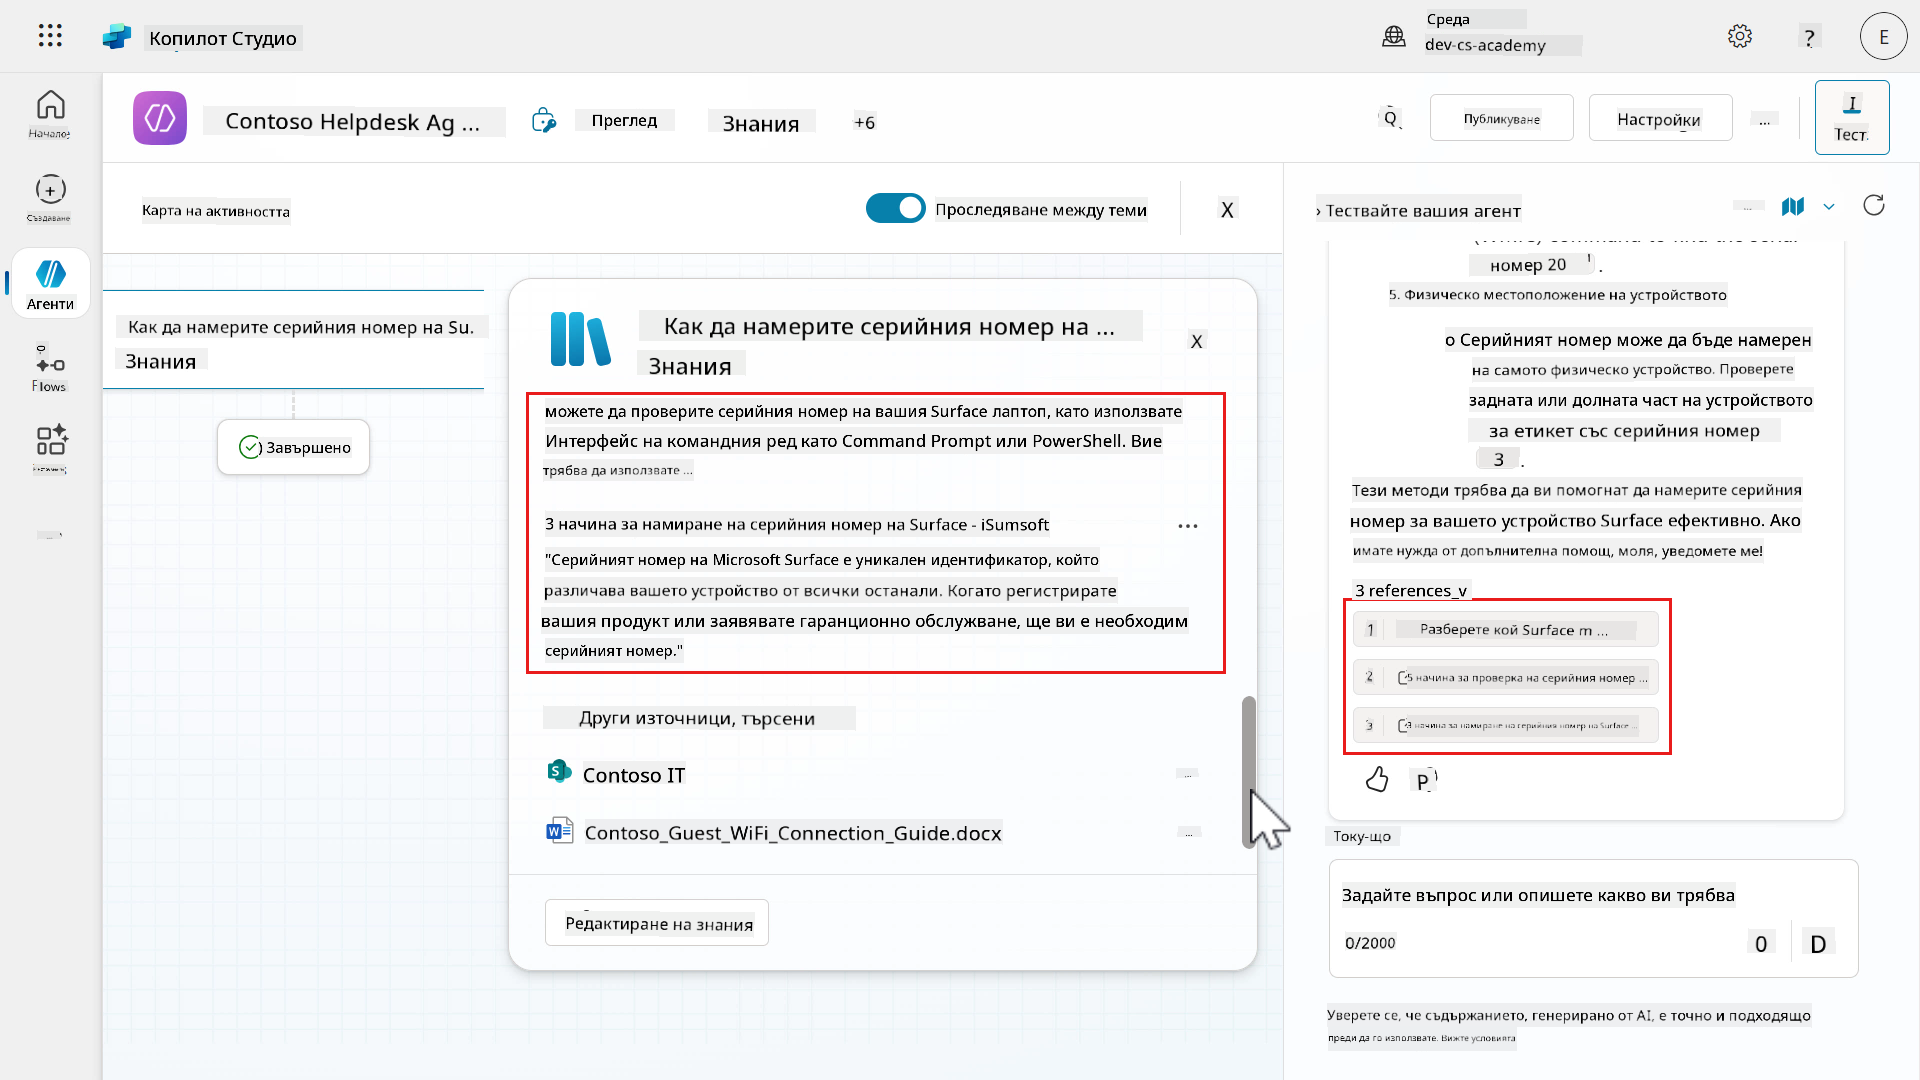 Копилот Студио
Среда
dev-cs-academy
?
E
Начало
Създаване
Агенти
Flows
Contoso Helpdesk Ag ...
Преглед
Знания
+6
Публикуване
Настройки
...
Тест
Карта на активността
Проследяване между теми
X
Как да намерите серийния номер на Su.
Знания
Завършено
Как да намерите серийния номер на ...
Знания
X
можете да проверите серийния номер на вашия Surface лаптоп, като използвате
Интерфейс на командния ред като Command Prompt или PowerShell. Вие
трябва да използвате ...
3 начина за намиране на серийния номер на Surface - iSumsoft
"Серийният номер на Microsoft Surface е уникален идентификатор, който
различава вашето устройство от всички останали. Когато регистрирате
вашия продукт или заявявате гаранционно обслужване, ще ви е необходим
серийният номер."
Други източници, търсени
Contoso IT
Contoso_Guest_WiFi_Connection_Guide.docx
Редактиране на знания
› Тествайте вашия агент
номер 20
5. Физическо местоположение на устройството
o Серийният номер може да бъде намерен
на самото физическо устройство. Проверете
задната или долната част на устройството
за етикет със серийния номер
3 .
Тези методи трябва да ви помогнат да намерите серийния
номер за вашето устройство Surface ефективно. Ако
имате нужда от допълнителна помощ, моля, уведомете ме!
3 references_v
1 Разберете кой Surface m ...
2 5 начина за проверка на серийния номер ...
3 3 начина за намиране на серийния номер на Surface ...
P
Току-що
Задайте въпрос или опишете какво ви трябва
0/2000
0
D
Уверете се, че съдържанието, генерирано от AI, е точно и подходящо
преди да го използвате. Вижте условията